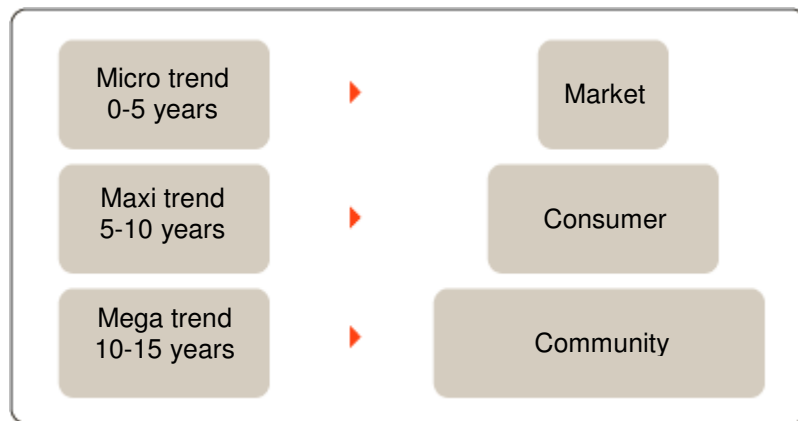 Micro trend
0-5 years
Market
Maxi trend
5-10 years
Consumer
Mega trend
10-15 years
Community